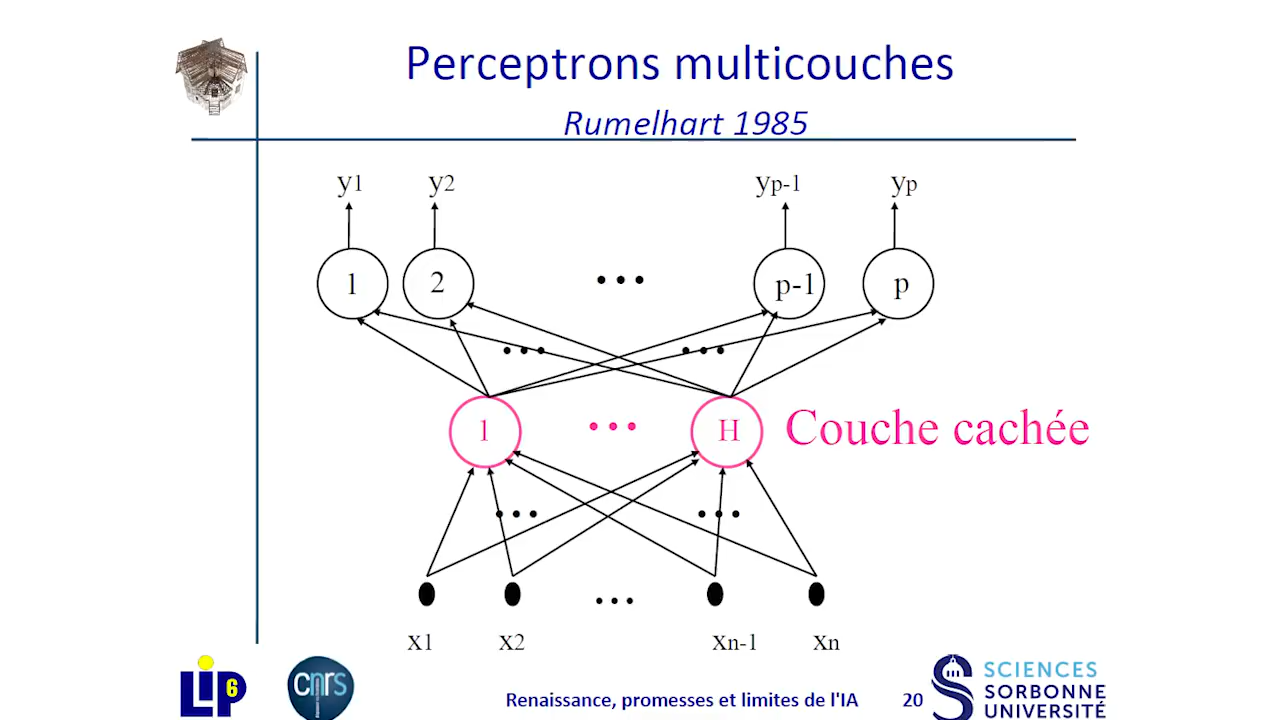 Perceptrons multicouches
Rumelhart 1985
y1 y2 yp-1 yp
1 2 ... p-1 p
... ...
1 ... H Couche cachée
... ...
...
x1 x2 xn-1 xn
LIP6 cnrs Renaissance, promesses et limites de l'IA 20
SCIENCES
SORBONNE
UNIVERSITÉ